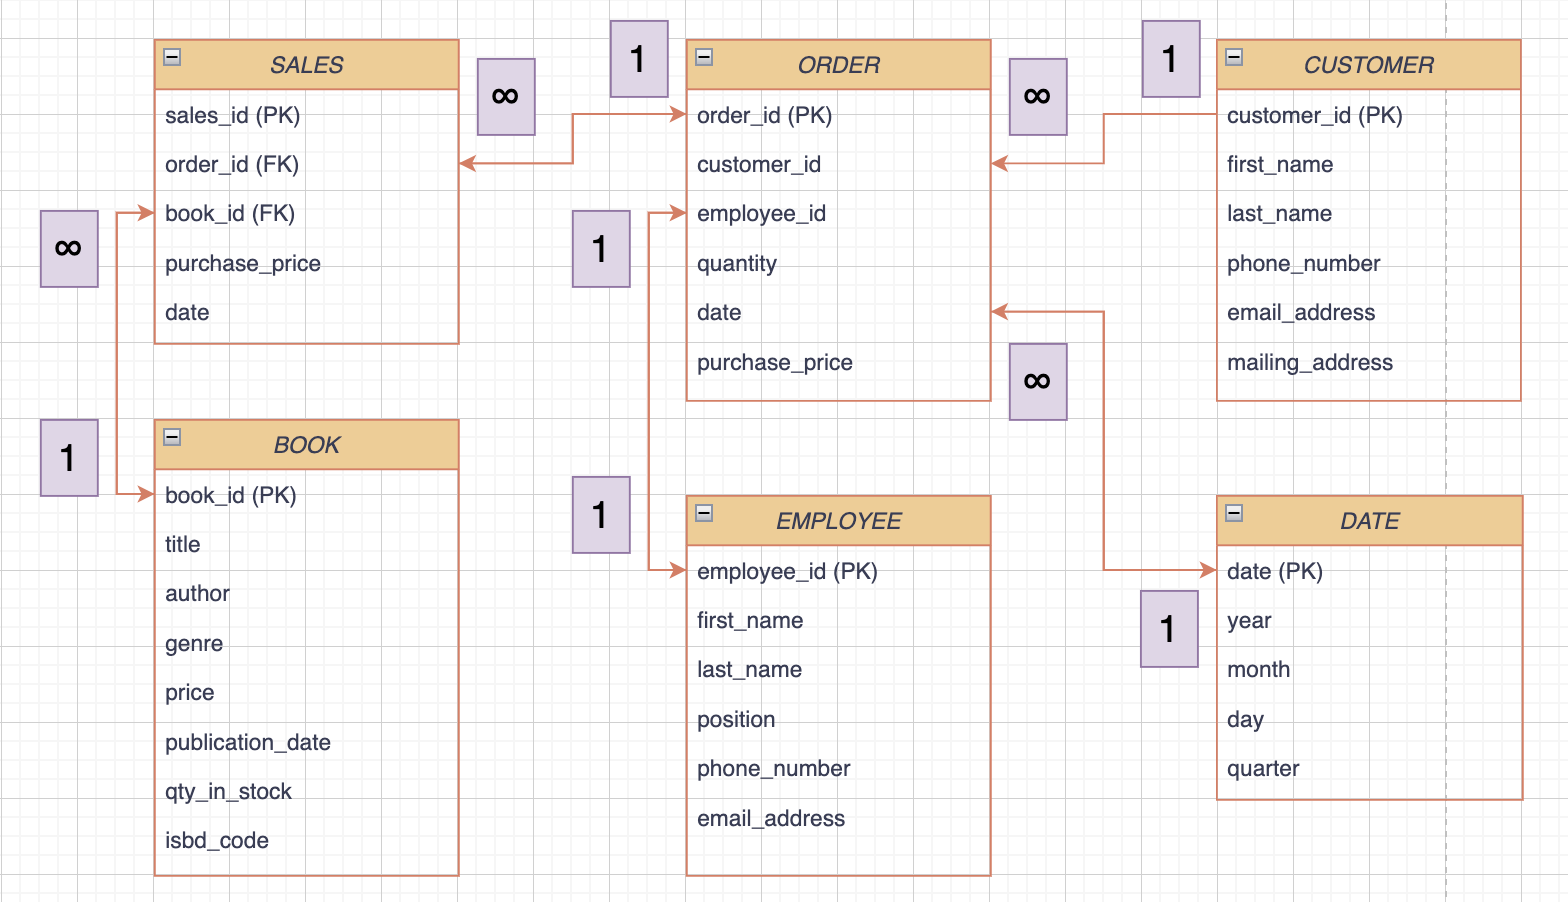 SALES
sales_id (PK)
order_id (FK)
book_id (FK)
purchase_price
date
∞
1
∞
1
BOOK
book_id (PK)
title
author
genre
price
publication_date
qty_in_stock
isbd_code
ORDER
order_id (PK)
customer_id
employee_id
quantity
date
purchase_price
∞
1
1
1
∞
1
EMPLOYEE
employee_id (PK)
first_name
last_name
position
phone_number
email_address
CUSTOMER
customer_id (PK)
first_name
last_name
phone_number
email_address
mailing_address
DATE
date (PK)
year
month
day
quarter